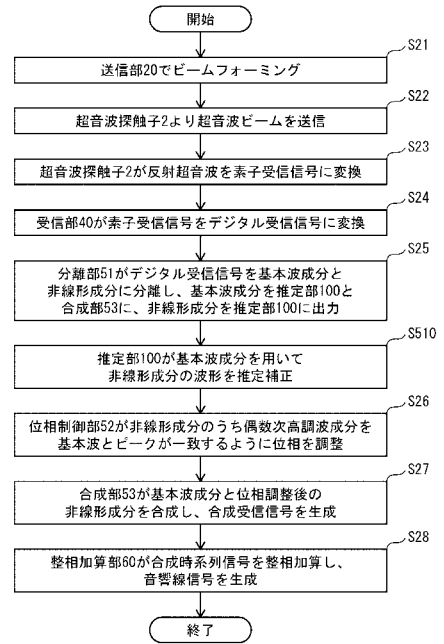 開始
S21
送信部20でビームフォーミング
S22
超音波探触子2より超音波ビームを送信
S23
超音波探触子2が反射超音波を素子受信信号に変換
S24
受信部40が素子受信信号をデジタル受信信号に変換
S25
分離部51がデジタル受信信号を基本波成分と
非線形成分に分離し、基本波成分を推定部100と
合成部53に、非線形成分を推定部100に出力
S510
推定部100が基本波成分を用いて
非線形成分の波形を推定補正
S26
位相制御部52が非線形成分のうち偶数次高調波成分を
基本波とピークが一致するように位相を調整
S27
合成部53が基本波成分と位相調整後の
非線形成分を合成し、合成受信信号を生成
S28
整相加算部60が合成時系列信号を整相加算し、
音響線信号を生成
終了